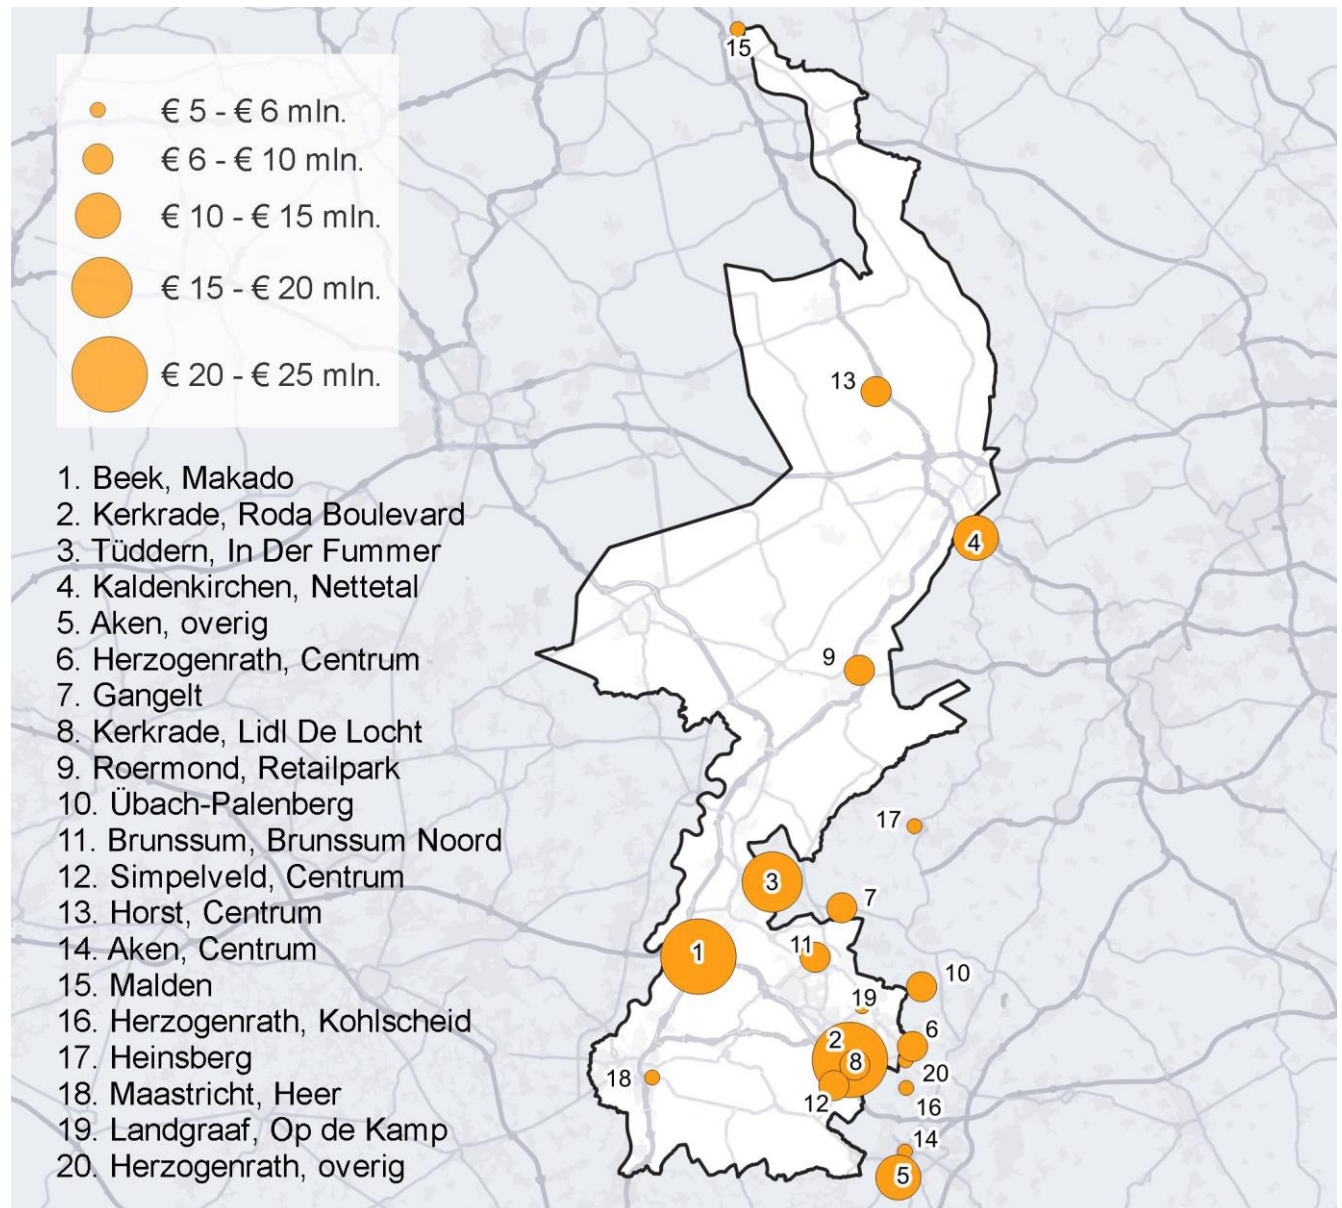 € 5 - € 6 mln.
€ 6 - € 10 mln.
€ 10 - € 15 mln.
€ 15 - € 20 mln.
€ 20 - € 25 mln.
1. Beek, Makado
2. Kerkrade, Roda Boulevard
3. Tüddern, In Der Fummer
4. Kaldenkirchen, Nettetal
5. Aken, overig
6. Herzogenrath, Centrum
7. Gangelt
8. Kerkrade, Lidl De Locht
9. Roermond, Retailpark
10. Übach-Palenberg
11. Brunssum, Brunssum Noord
12. Simpelveld, Centrum
13. Horst, Centrum
14. Aken, Centrum
15. Malden
16. Herzogenrath, Kohlscheid
17. Heinsberg
18. Maastricht, Heer
19. Landgraaf, Op de Kamp
20. Herzogenrath, overig
15
13
4
9
17
3
7
11
1
10
19
2
6
8
20
18
12
16
14
5